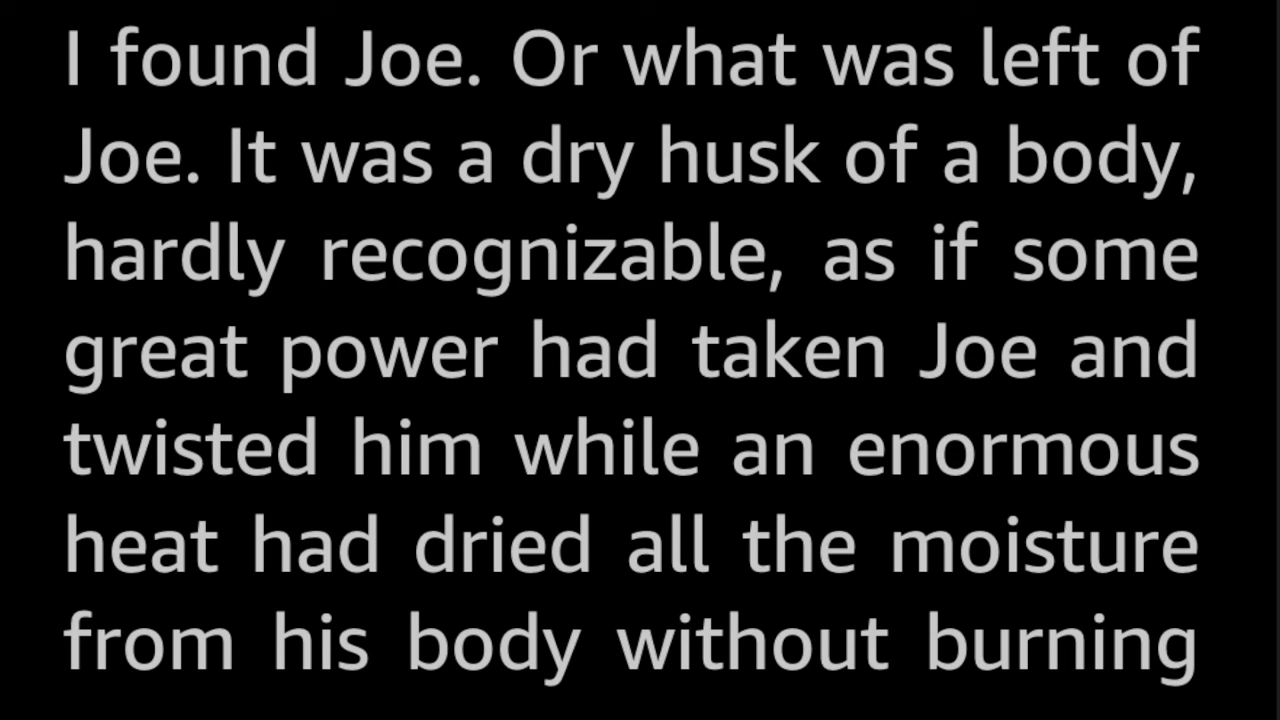 I found Joe. Or what was left of
Joe. It was a dry husk of a body,
hardly recognizable, as if some
great power had taken Joe and
twisted him while an enormous
heat had dried all the moisture
from his body without burning